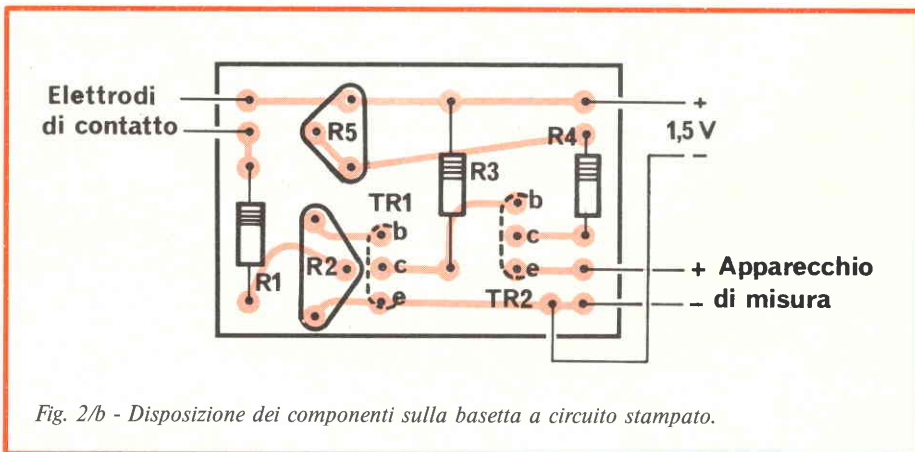 Elettrodi
di contatto
R5
R4
+
1,5 V
−
R3
TR1
b
b
R1
R2
c
c
e
e
TR2
+ Apparecchio
− di misura
Fig. 2/b - Disposizione dei componenti sulla basetta a circuito stampato.